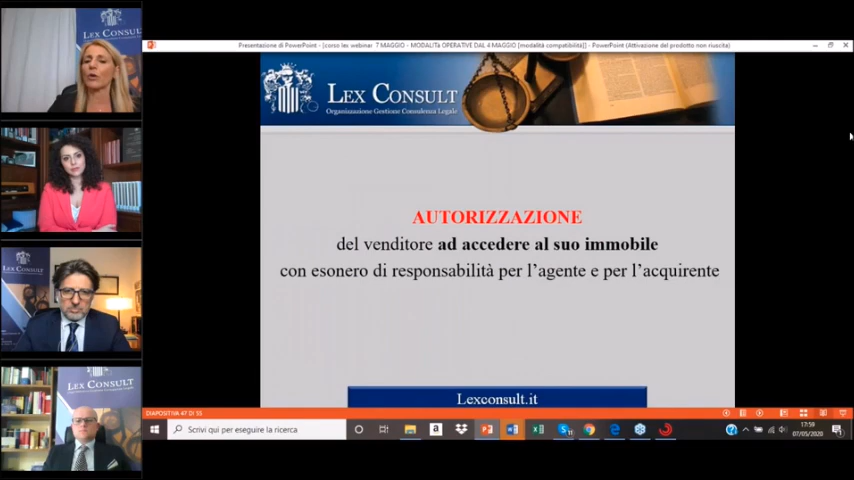 LEX CONSULT
Presentazione di PowerPoint - [corso lex webinar 7 MAGGIO - MODALITà OPERATIVE DAL 4 MAGGIO [modalità compatibilità]] - PowerPoint (Attivazione del prodotto non riuscita)
LEX CONSULT
Organizzazione Gestione Consulenza Legale
AUTORIZZAZIONE
del venditore ad accedere al suo immobile
con esonero di responsabilità per l'agente e per l'acquirente
Lexconsult.it
LEX CONSULT
LEX CONSULT
DIAPOSITIVA 47 DI 55
Scrivi qui per eseguire la ricerca
17:59
07/05/2020